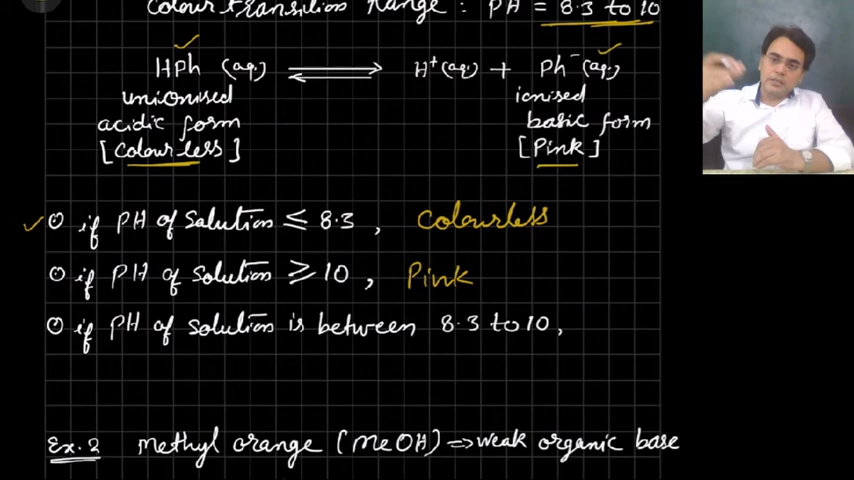 Colour transition Range : PH = 8.3 to 10
HPh (aq.) ⇌ H⁺(aq) + Ph⁻(aq)
unionised ionised
acidic form basic form
[Colourless] [Pink]
⊙ if PH of Solution ≤ 8.3, Colourless
⊙ if PH of Solution ≥ 10, Pink
⊙ if PH of Solution is between 8.3 to 10,
Ex. 2 Methyl orange (MeOH) ⇒ weak organic base